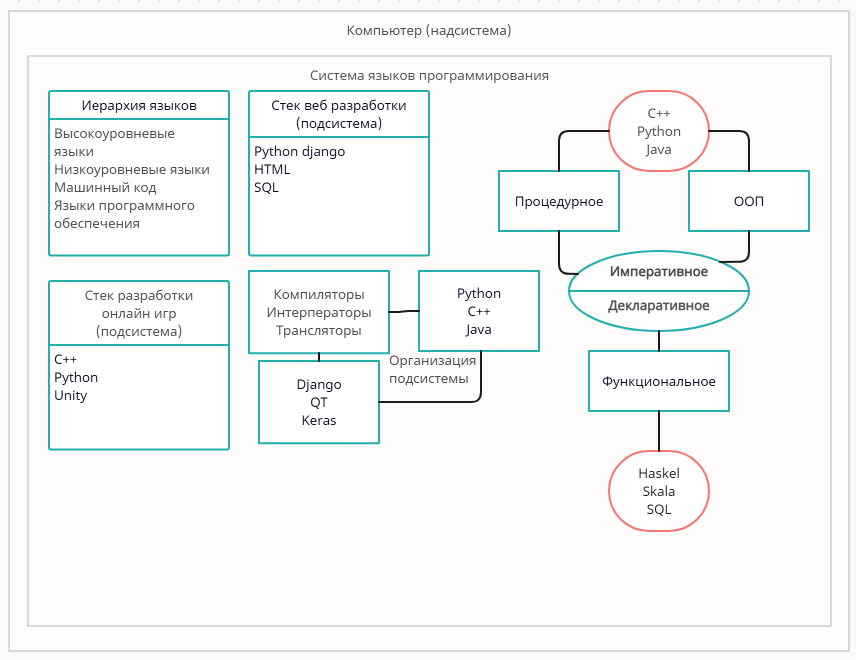 Компьютер (надсистема)
Система языков программирования
Иерархия языков
Высокоуровневые
языки
Низкоуровневые языки
Машинный код
Языки программного
обеспечения
Стек веб разработки
(подсистема)
Python django
HTML
SQL
C++
Python
Java
Процедурное
ООП
Императивное
Декларативное
Функциональное
Haskel
Skala
SQL
Стек разработки
онлайн игр
(подсистема)
C++
Python
Unity
Компиляторы
Интерператоры
Трансляторы
Python
C++
Java
Организация
подсистемы
Django
QT
Keras